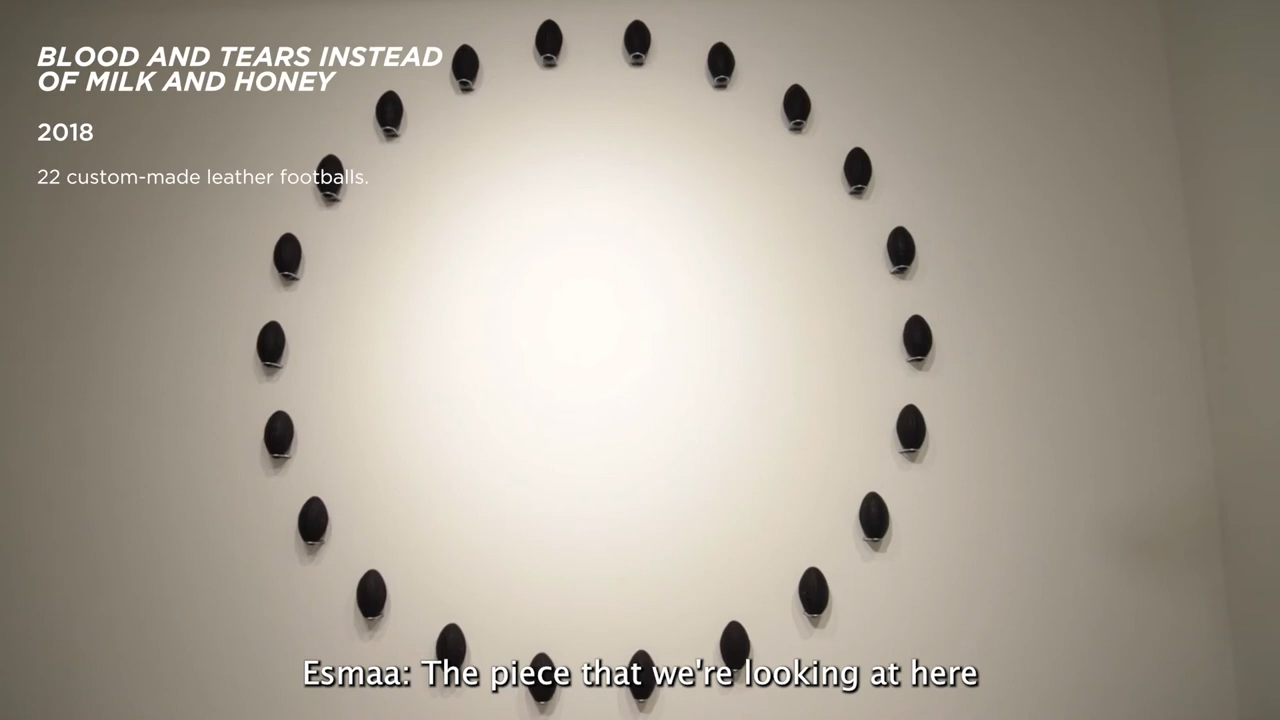 BLOOD AND TEARS INSTEAD
OF MILK AND HONEY
2018
22 custom-made leather footballs.
Esmaa: The piece that we're looking at here